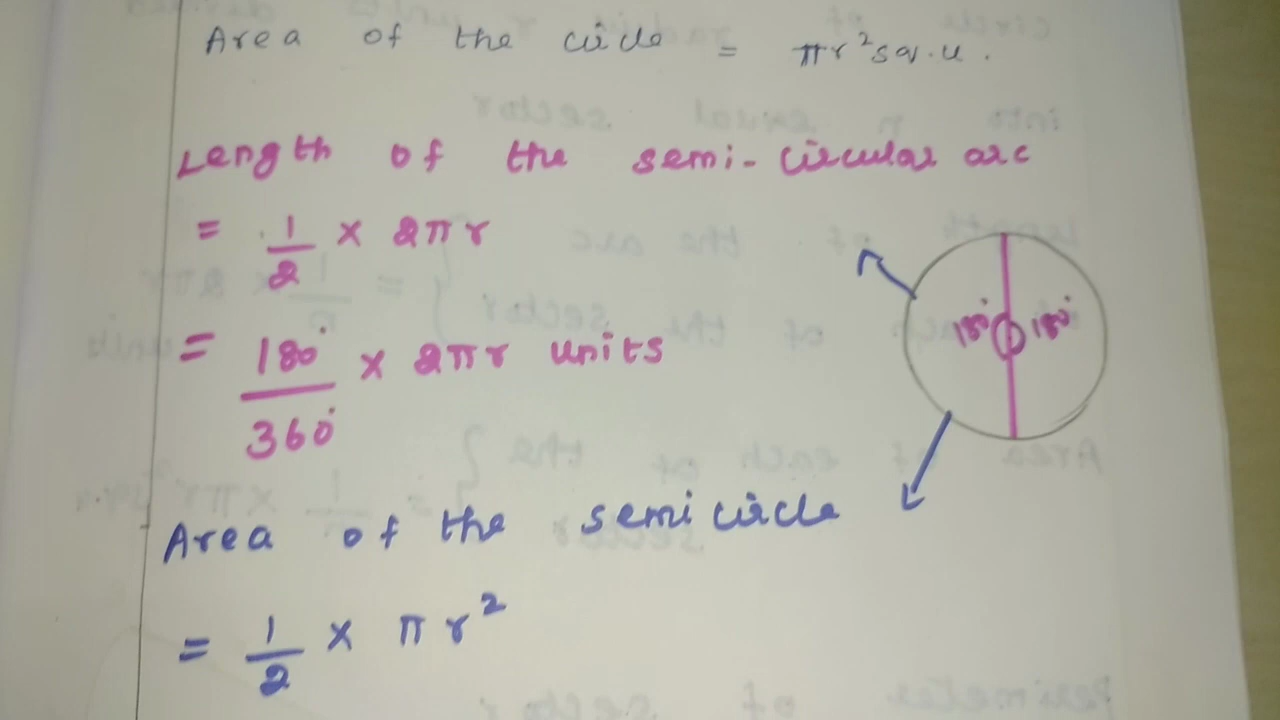 Area of the circle = πr² sq.u.
Length of the semi-circular arc
= 1/2 × 2πr
= 180°/360° × 2πr units
180° 180°
Area of the semicircle
= 1/2 × πr²